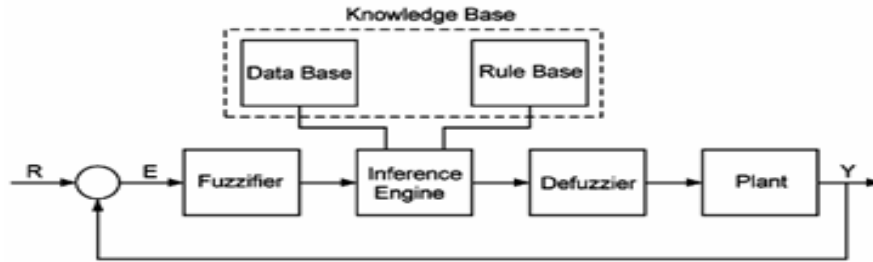 Knowledge Base
Data Base
Rule Base
R
E
Fuzzifier
Inference
Engine
Defuzzier
Plant
Y